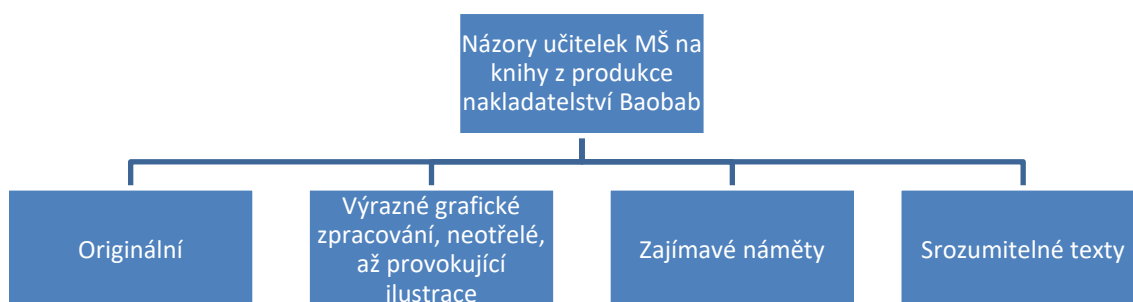 Názory učitelek MŠ na
knihy z produkce
nakladatelství Baobab
Originální
Výrazné grafické
zpracování, neotřelé,
až provokující
ilustrace
Zajímavé náměty
Srozumitelné texty